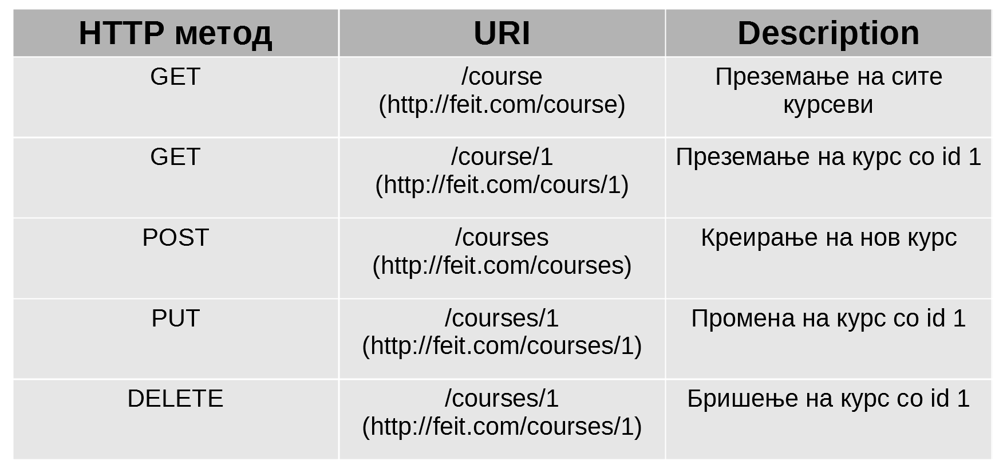 HTTP метод URI Description
GET /course Преземање на сите
(http://feit.com/course) курсеви
GET /course/1 Преземање на курс со id 1
(http://feit.com/cours/1)
POST /courses Креирање на нов курс
(http://feit.com/courses)
PUT /courses/1 Промена на курс со id 1
(http://feit.com/courses/1)
DELETE /courses/1 Бришење на курс со id 1
(http://feit.com/courses/1)